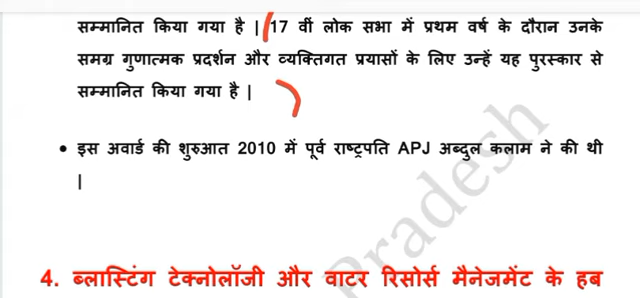 सम्मानित किया गया है | 17 वीं लोक सभा में प्रथम वर्ष के दौरान उनके
समग्र गुणात्मक प्रदर्शन और व्यक्तिगत प्रयासों के लिए उन्हें यह पुरस्कार से
सम्मानित किया गया है |
• इस अवार्ड की शुरुआत 2010 में पूर्व राष्ट्रपति APJ अब्दुल कलाम ने की थी
|
Pradesh
4. ब्लास्टिंग टेक्नोलॉजी और वाटर रिसोर्स मैनेजमेंट के हब